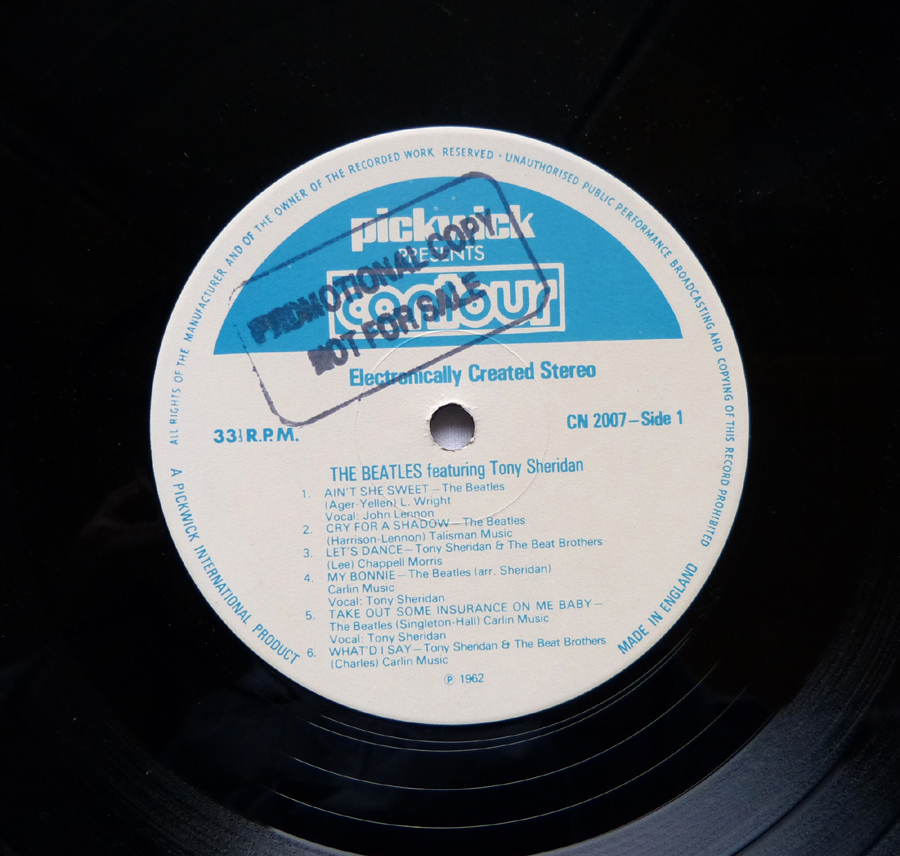 ALL RIGHTS OF THE MANUFACTURER AND OF THE OWNER OF THE RECORDED WORK RESERVED · UNAUTHORISED PUBLIC PERFORMANCE BROADCASTING AND COPYING OF THIS RECORD PROHIBITED
pickwick
PRESENTS
contour
PROMOTIONAL COPY
NOT FOR SALE
Electronically Created Stereo
33⅓ R.P.M.
CN 2007–Side 1
THE BEATLES featuring Tony Sheridan
1. AIN'T SHE SWEET – The Beatles
(Ager-Yellen) L. Wright
Vocal: John Lennon
2. CRY FOR A SHADOW – The Beatles
(Harrison-Lennon) Talisman Music
3. LET'S DANCE – Tony Sheridan & The Beat Brothers
(Lee) Chappell Morris
4. MY BONNIE – The Beatles (arr. Sheridan)
Carlin Music
Vocal: Tony Sheridan
5. TAKE OUT SOME INSURANCE ON ME BABY –
The Beatles (Singleton-Hall) Carlin Music
Vocal: Tony Sheridan
6. WHAT'D I SAY – Tony Sheridan & The Beat Brothers
(Charles) Carlin Music
℗ 1962
A PICKWICK INTERNATIONAL PRODUCT
MADE IN ENGLAND